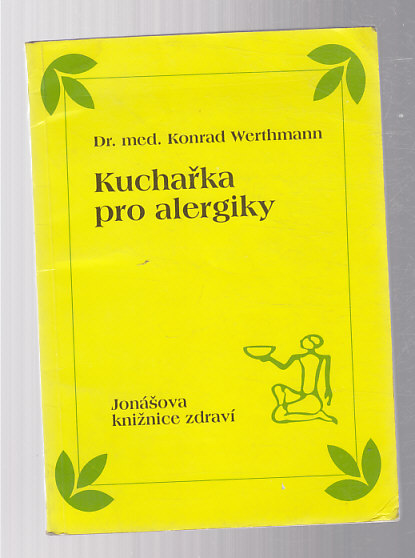 Dr. med. Konrad Werthmann
Kuchařka
pro alergiky
Jonášova
knižnice zdraví